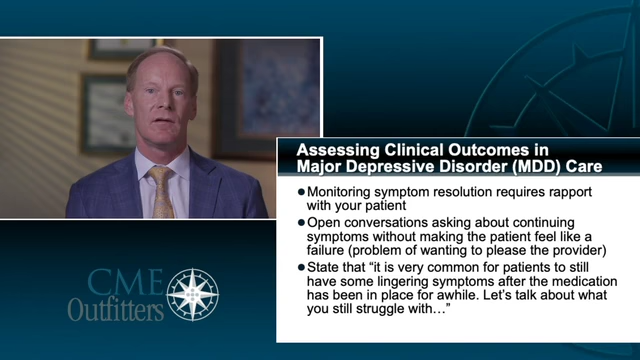 Assessing Clinical Outcomes in
Major Depressive Disorder (MDD) Care
●Monitoring symptom resolution requires rapport
with your patient
●Open conversations asking about continuing
symptoms without making the patient feel like a
failure (problem of wanting to please the provider)
●State that “it is very common for patients to still
have some lingering symptoms after the medication
has been in place for awhile. Let’s talk about what
you still struggle with…”
CME
Outfitters